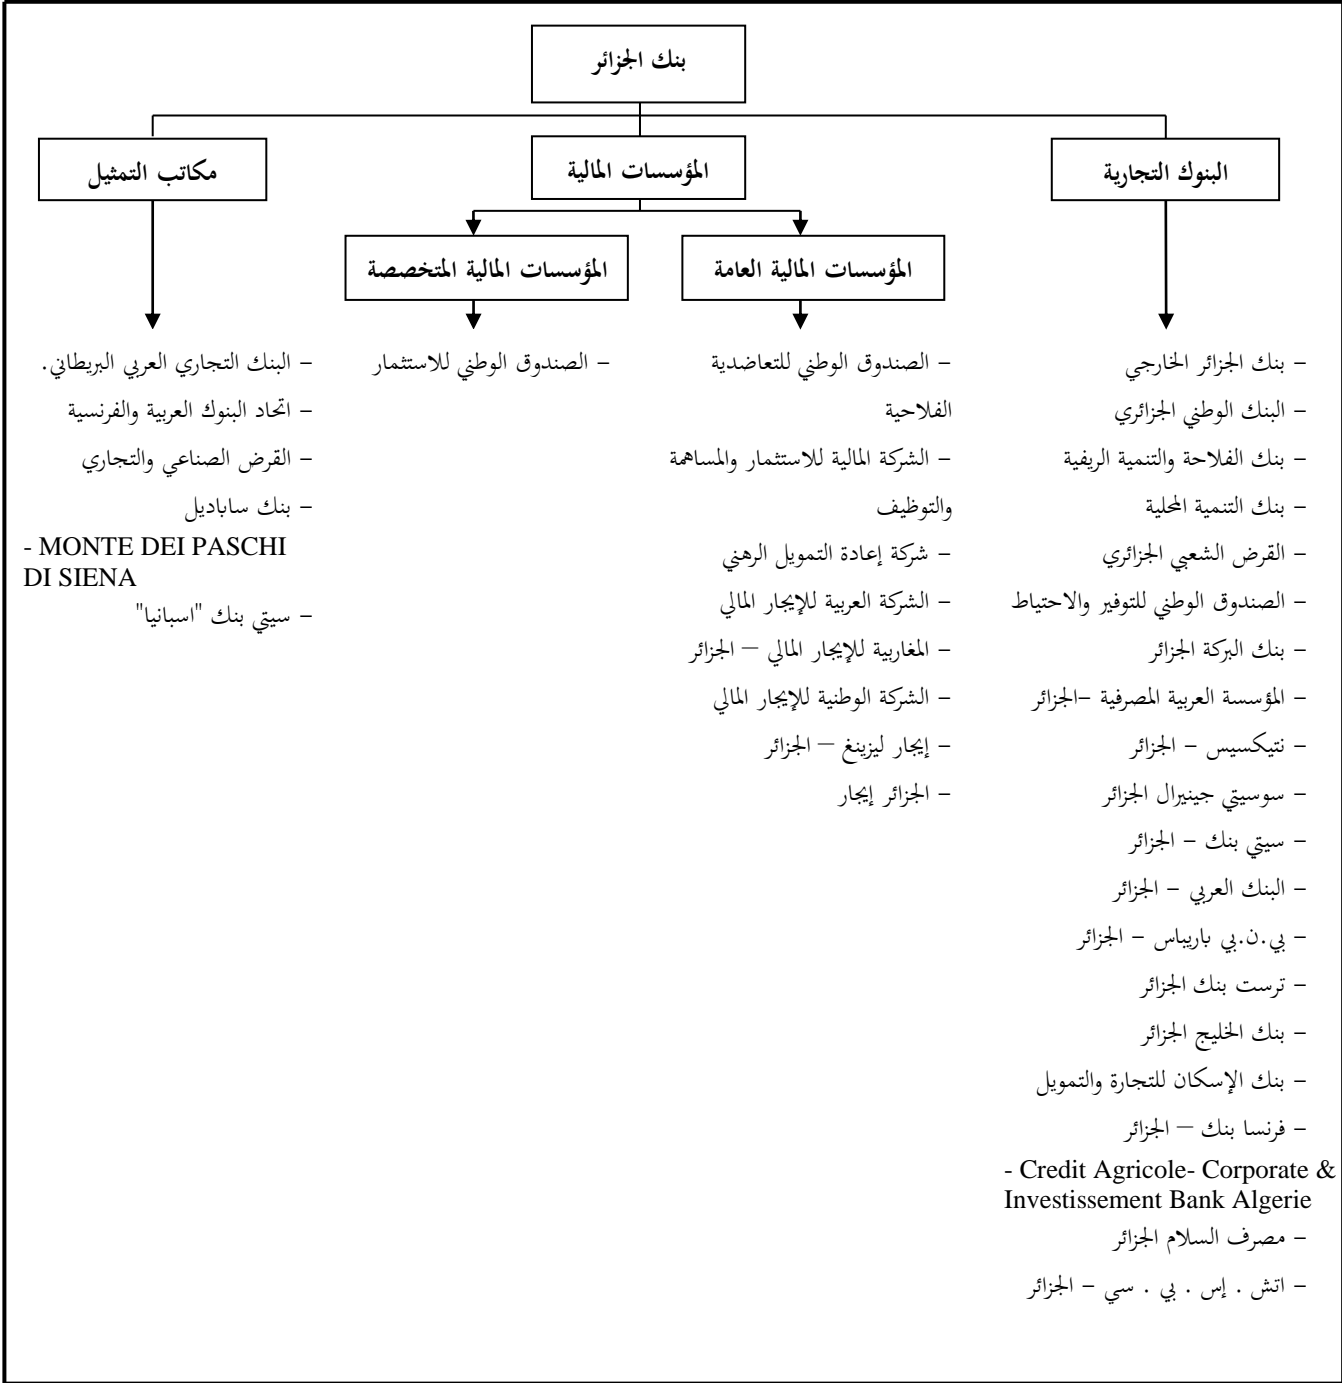 بنك الجزائر
البنوك التجارية
المؤسسات المالية
مكاتب التمثيل
المؤسسات المالية العامة
المؤسسات المالية المتخصصة
– بنك الجزائر الخارجي
– البنك الوطني الجزائري
– بنك الفلاحة والتنمية الريفية
– بنك التنمية المحلية
– القرض الشعبي الجزائري
– الصندوق الوطني للتوفير والاحتياط
– بنك البركة الجزائر
– المؤسسة العربية المصرفية –الجزائر
– نتيكسيس – الجزائر
– سوسيتي جينيرال الجزائر
– سيتي بنك – الجزائر
– البنك العربي – الجزائر
– بي.ن.بي باريباس – الجزائر
– ترست بنك الجزائر
– بنك الخليج الجزائر
– بنك الإسكان للتجارة والتمويل
– فرنسا بنك – الجزائر
- Credit Agricole- Corporate &
Investissement Bank Algerie
– مصرف السلام الجزائر
– اتش . إس . بي . سي – الجزائر
– الصندوق الوطني للتعاضدية
الفلاحية
– الشركة المالية للاستثمار والمساهمة
والتوظيف
– شركة إعادة التمويل الرهني
– الشركة العربية للإيجار المالي
– المغاربية للإيجار المالي – الجزائر
– الشركة الوطنية للإيجار المالي
– إيجار ليزينغ – الجزائر
– الجزائر إيجار
– الصندوق الوطني للاستثمار
– البنك التجاري العربي البريطاني.
– اتحاد البنوك العربية والفرنسية
– القرض الصناعي والتجاري
– بنك ساباديل
- MONTE DEI PASCHI
DI SIENA
– سيتي بنك "اسبانيا"